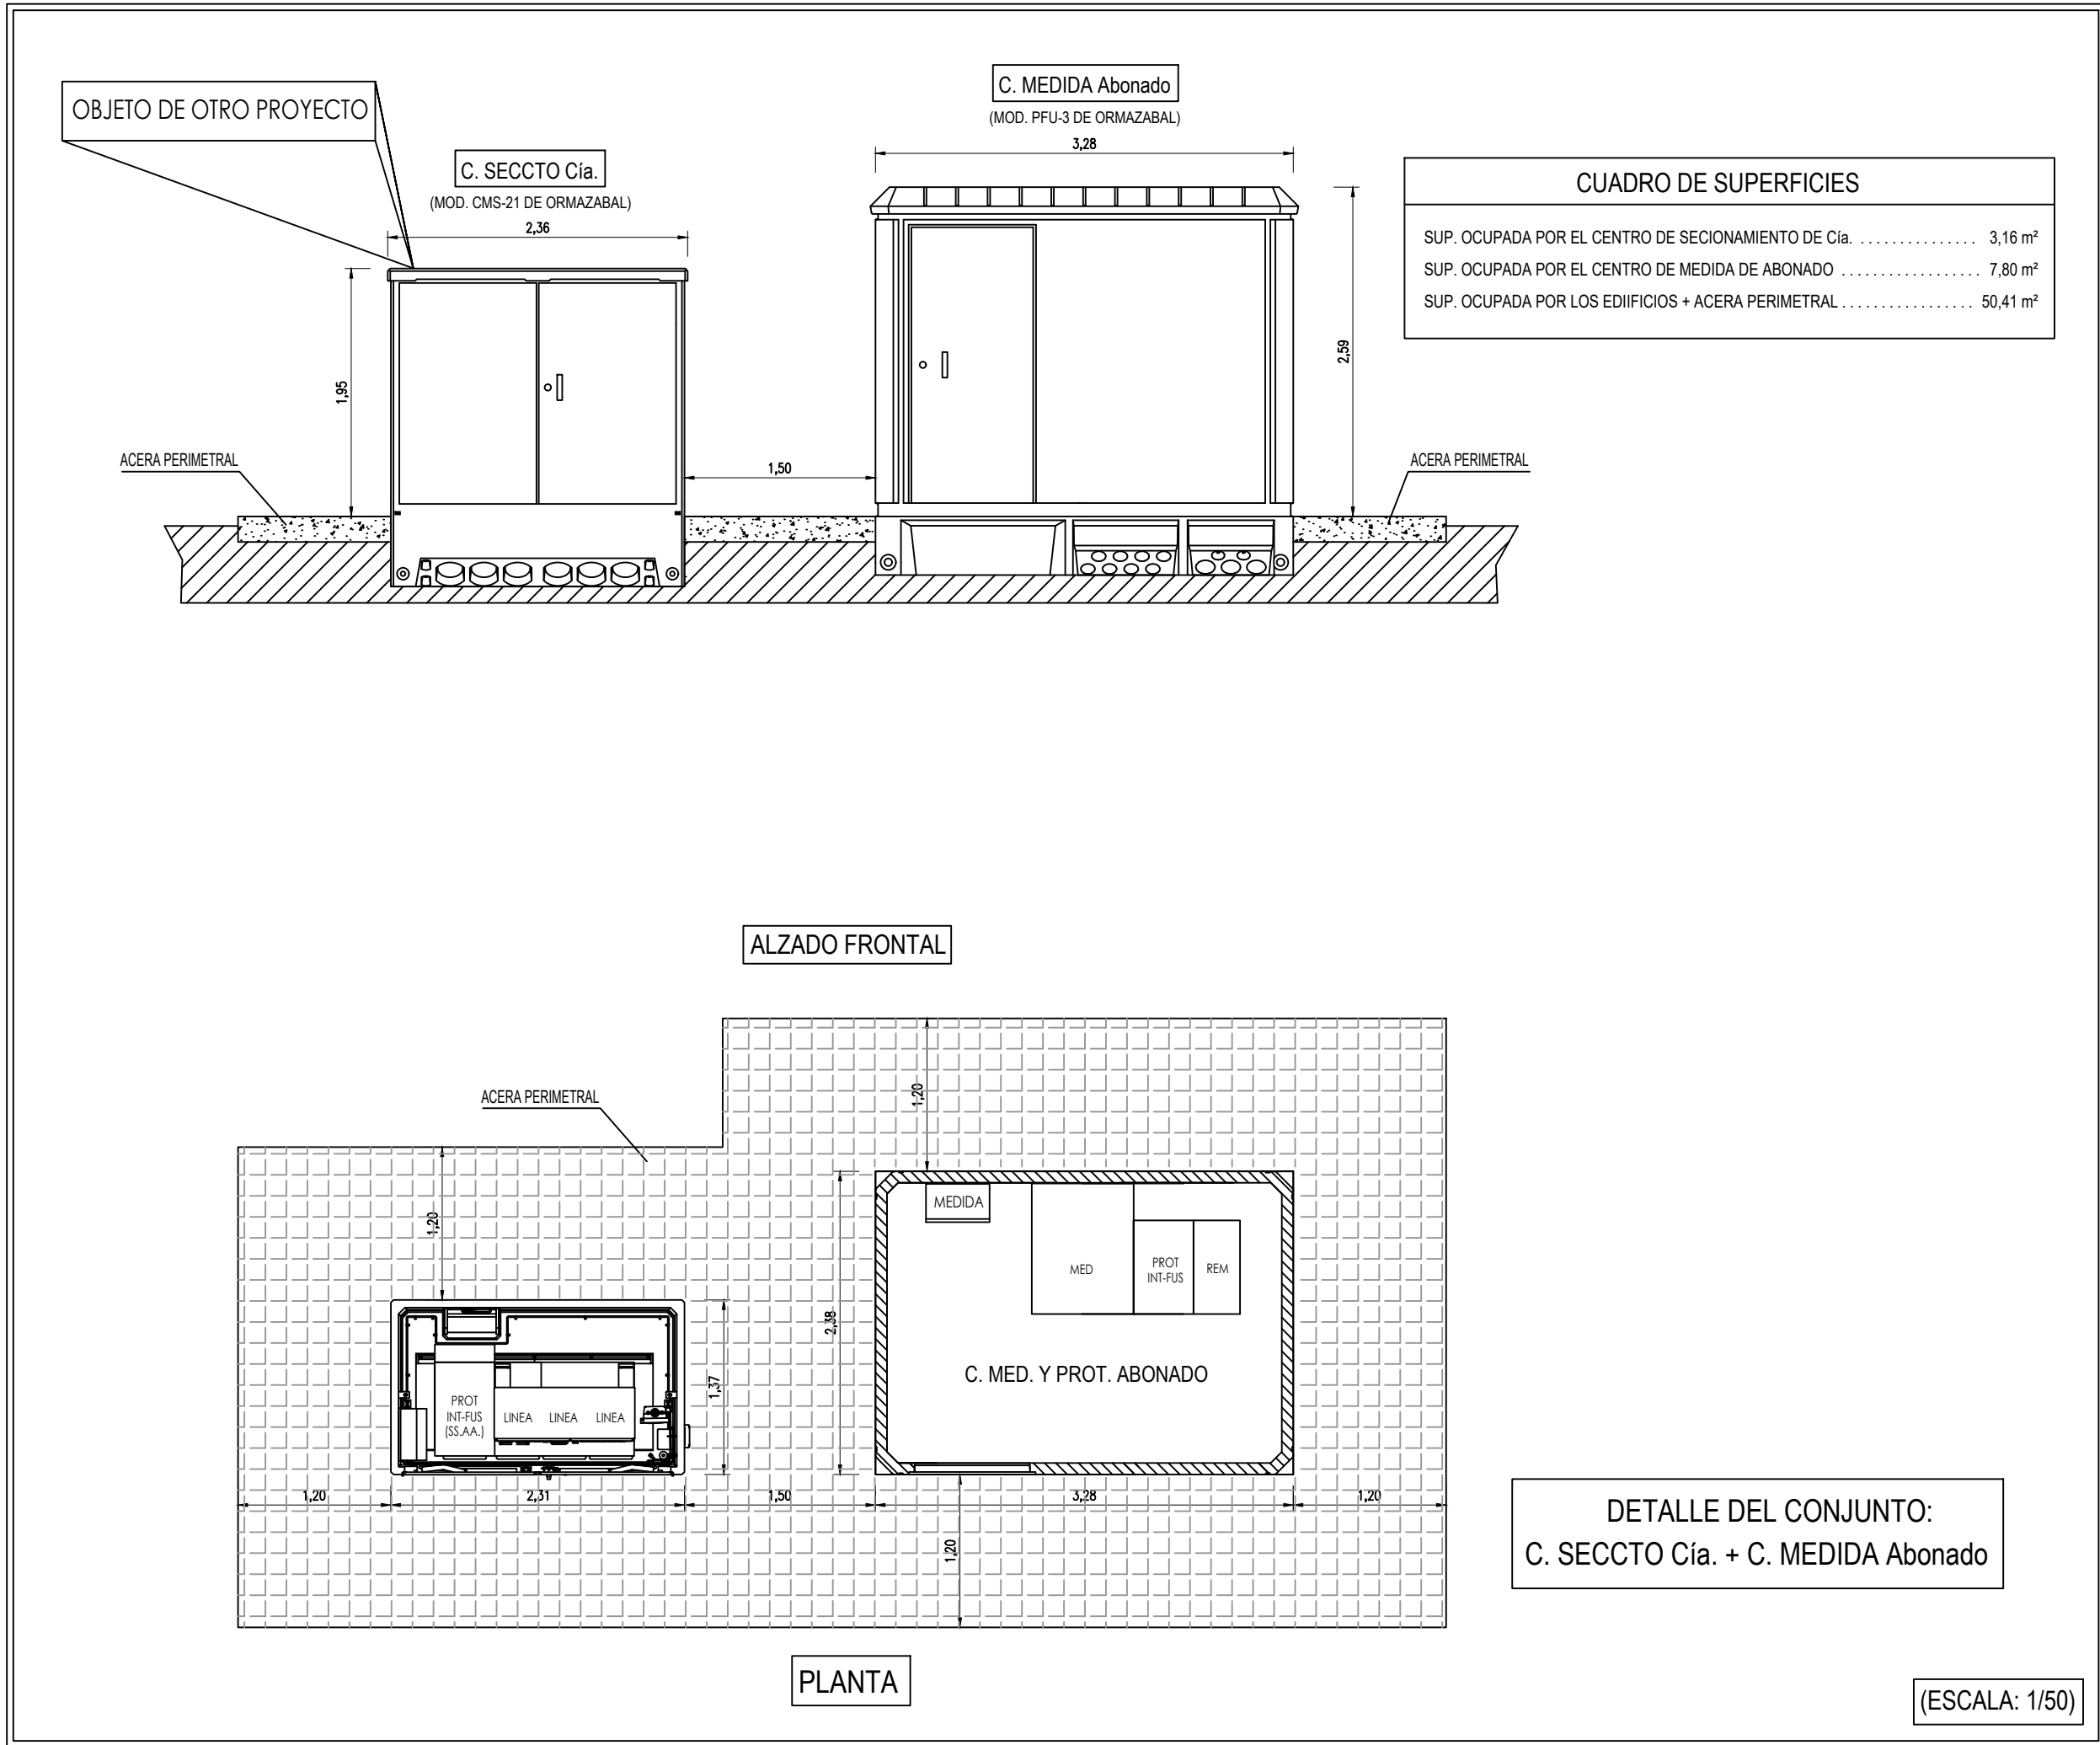 OBJETO DE OTRO PROYECTO
C. SECCTO Cía.
(MOD. CMS-21 DE ORMAZABAL)
2,36
1,95
ACERA PERIMETRAL
1,50
C. MEDIDA Abonado
(MOD. PFU-3 DE ORMAZABAL)
3,28
2,59
ACERA PERIMETRAL
CUADRO DE SUPERFICIES
SUP. OCUPADA POR EL CENTRO DE SECIONAMIENTO DE Cía. . . . . . . . . . . . . . . . 3,16 m²
SUP. OCUPADA POR EL CENTRO DE MEDIDA DE ABONADO . . . . . . . . . . . . . . . . . . 7,80 m²
SUP. OCUPADA POR LOS EDIIFICIOS + ACERA PERIMETRAL . . . . . . . . . . . . . . . . . 50,41 m²
ALZADO FRONTAL
ACERA PERIMETRAL
1,20
1,20
2,38
1,37
MEDIDA
MED
PROT
INT-FUS
REM
C. MED. Y PROT. ABONADO
PROT
INT-FUS
(SS.AA.)
LINEA
LINEA
LINEA
1,20
2,31
1,50
3,28
1,20
1,20
PLANTA
DETALLE DEL CONJUNTO:
C. SECCTO Cía. + C. MEDIDA Abonado
(ESCALA: 1/50)